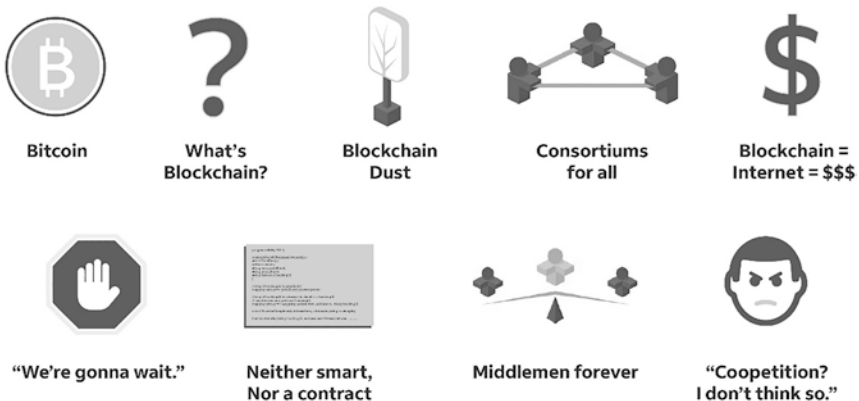 Bitcoin
What's
Blockchain?
Blockchain
Dust
Consortiums
for all
Blockchain =
Internet = $$$
"We're gonna wait."
Neither smart,
Nor a contract
Middlemen forever
"Coopetition?
I don't think so."